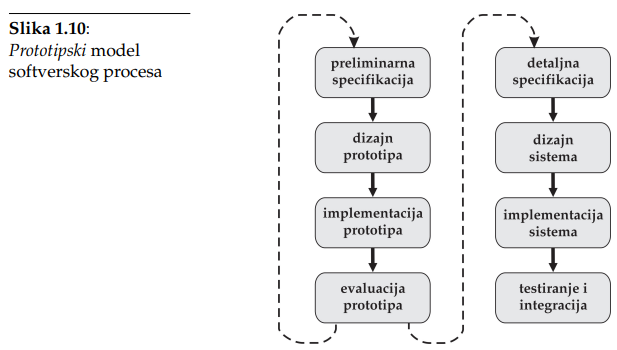 Slika 1.10:
Prototipski model
softverskog procesa
preliminarna
specifikacija
dizajn
prototipa
implementacija
prototipa
evaluacija
prototipa
detaljna
specifikacija
dizajn
sistema
implementacija
sistema
testiranje i
integracija